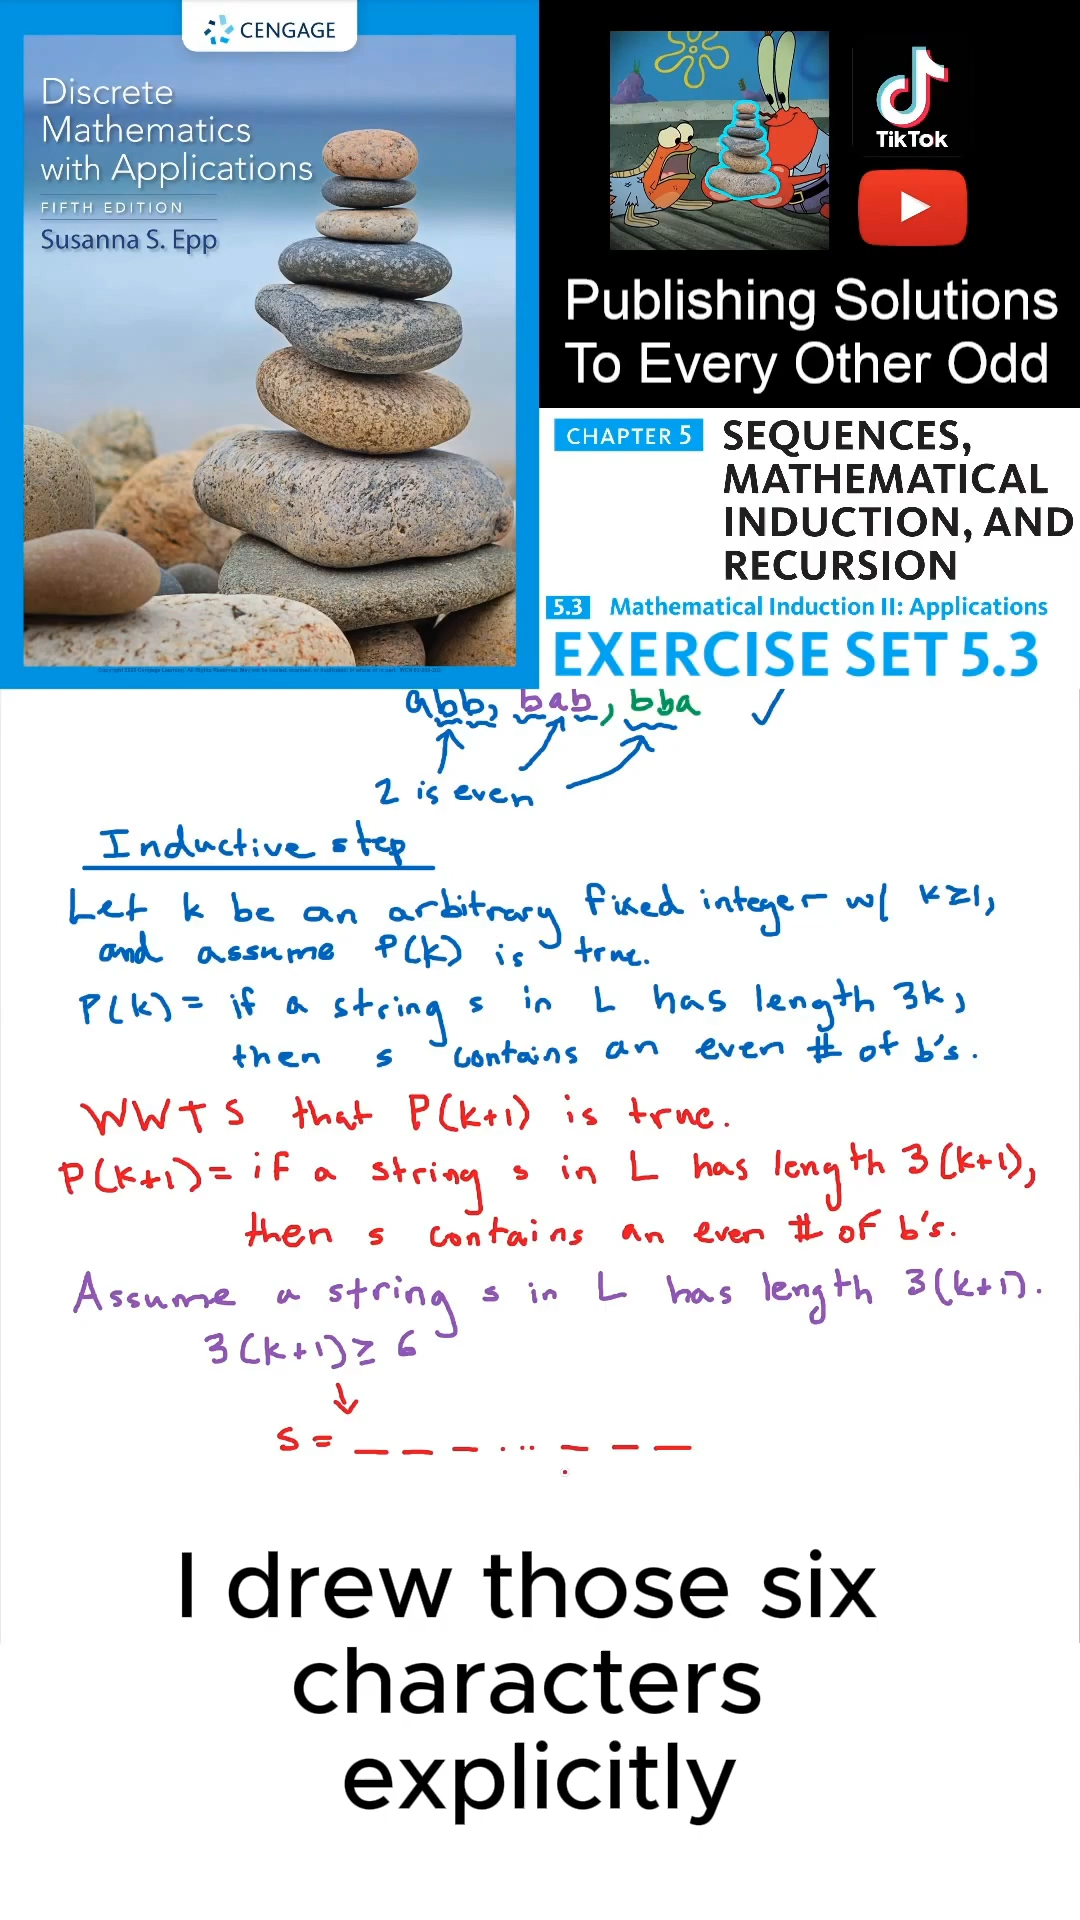 CENGAGE
Discrete
Mathematics
with Applications
FIFTH EDITION
Susanna S. Epp
TikTok
Publishing Solutions
To Every Other Odd
CHAPTER 5 SEQUENCES,
MATHEMATICAL
INDUCTION, AND
RECURSION
5.3 Mathematical Induction II: Applications
EXERCISE SET 5.3
abb, bab, bba ✓
2 is even
Inductive step
Let k be an arbitrary fixed integer w/ k≥1,
and assume P(k) is true.
P(k) = if a string s in L has length 3k,
then s contains an even # of b's.
WWTS that P(k+1) is true.
P(k+1) = if a string s in L has length 3(k+1),
then s contains an even # of b's.
Assume a string s in L has length 3(k+1).
3(k+1) ≥ 6
↓
s = _ _ _ ... _ _ _
I drew those six
characters
explicitly